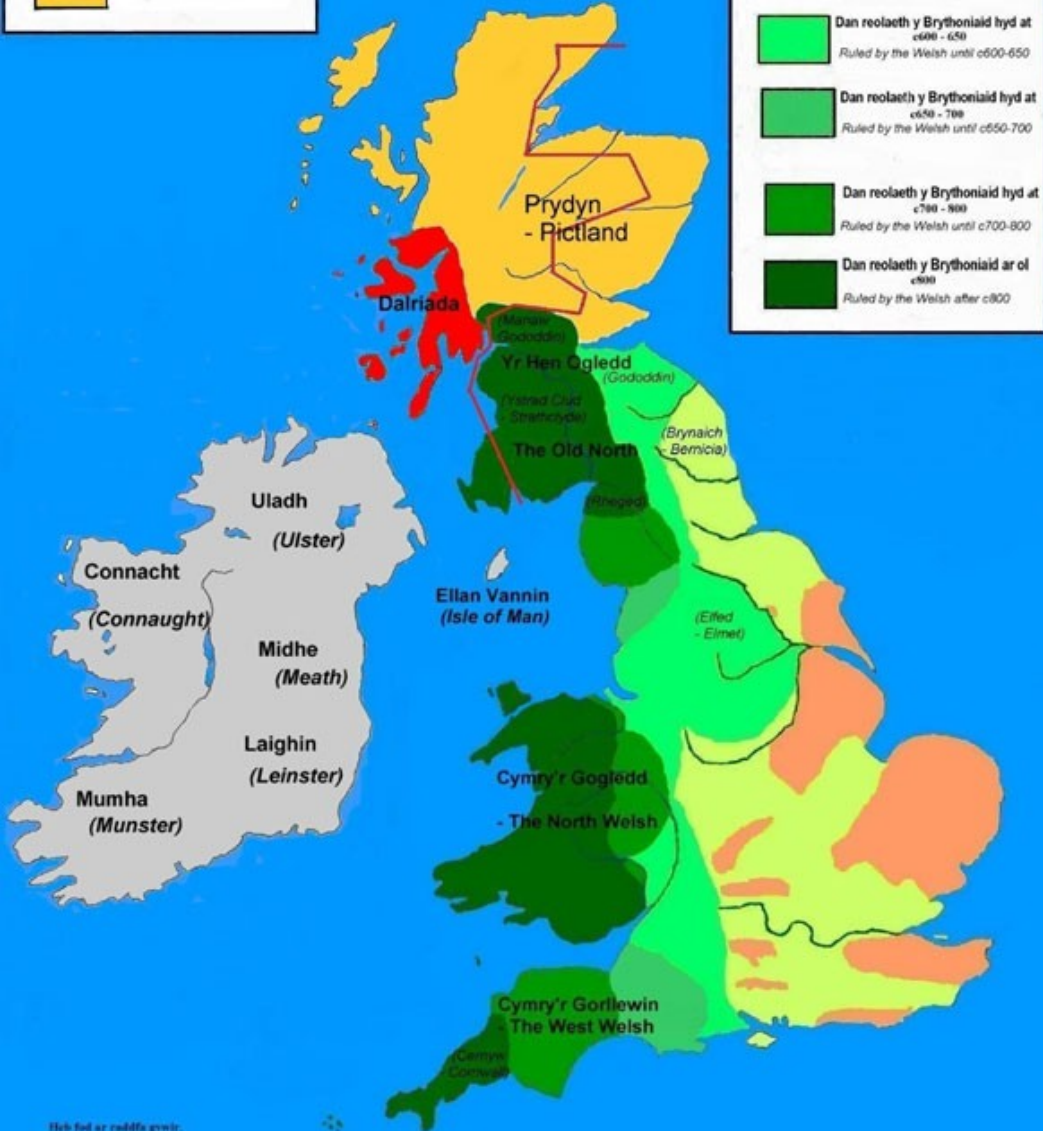 Dan reolaeth y Brythoniaid hyd at
c600 - 650
Ruled by the Welsh until c600-650
Dan reolaeth y Brythoniaid hyd at
c650 - 700
Ruled by the Welsh until c650-700
Dan reolaeth y Brythoniaid hyd at
c700 - 800
Ruled by the Welsh until c700-800
Dan reolaeth y Brythoniaid ar ol
c800
Ruled by the Welsh after c800
Prydyn
- Pictland
Dalriada
(Manaw
Gododdin)
Yr Hen Ogledd
(Gododdin)
(Ystrad Clud
- Strathclyde)
(Brynaich
- Bernicia)
The Old North
(Rheged)
Uladh
(Ulster)
Connacht
(Connaught)
Ellan Vannin
(Isle of Man)
(Elfed
- Elmet)
Midhe
(Meath)
Laighin
(Leinster)
Cymry'r Gogledd
- The North Welsh
Mumha
(Munster)
Cymry'r Gorllewin
- The West Welsh
(Cernyw
- Cornwall)